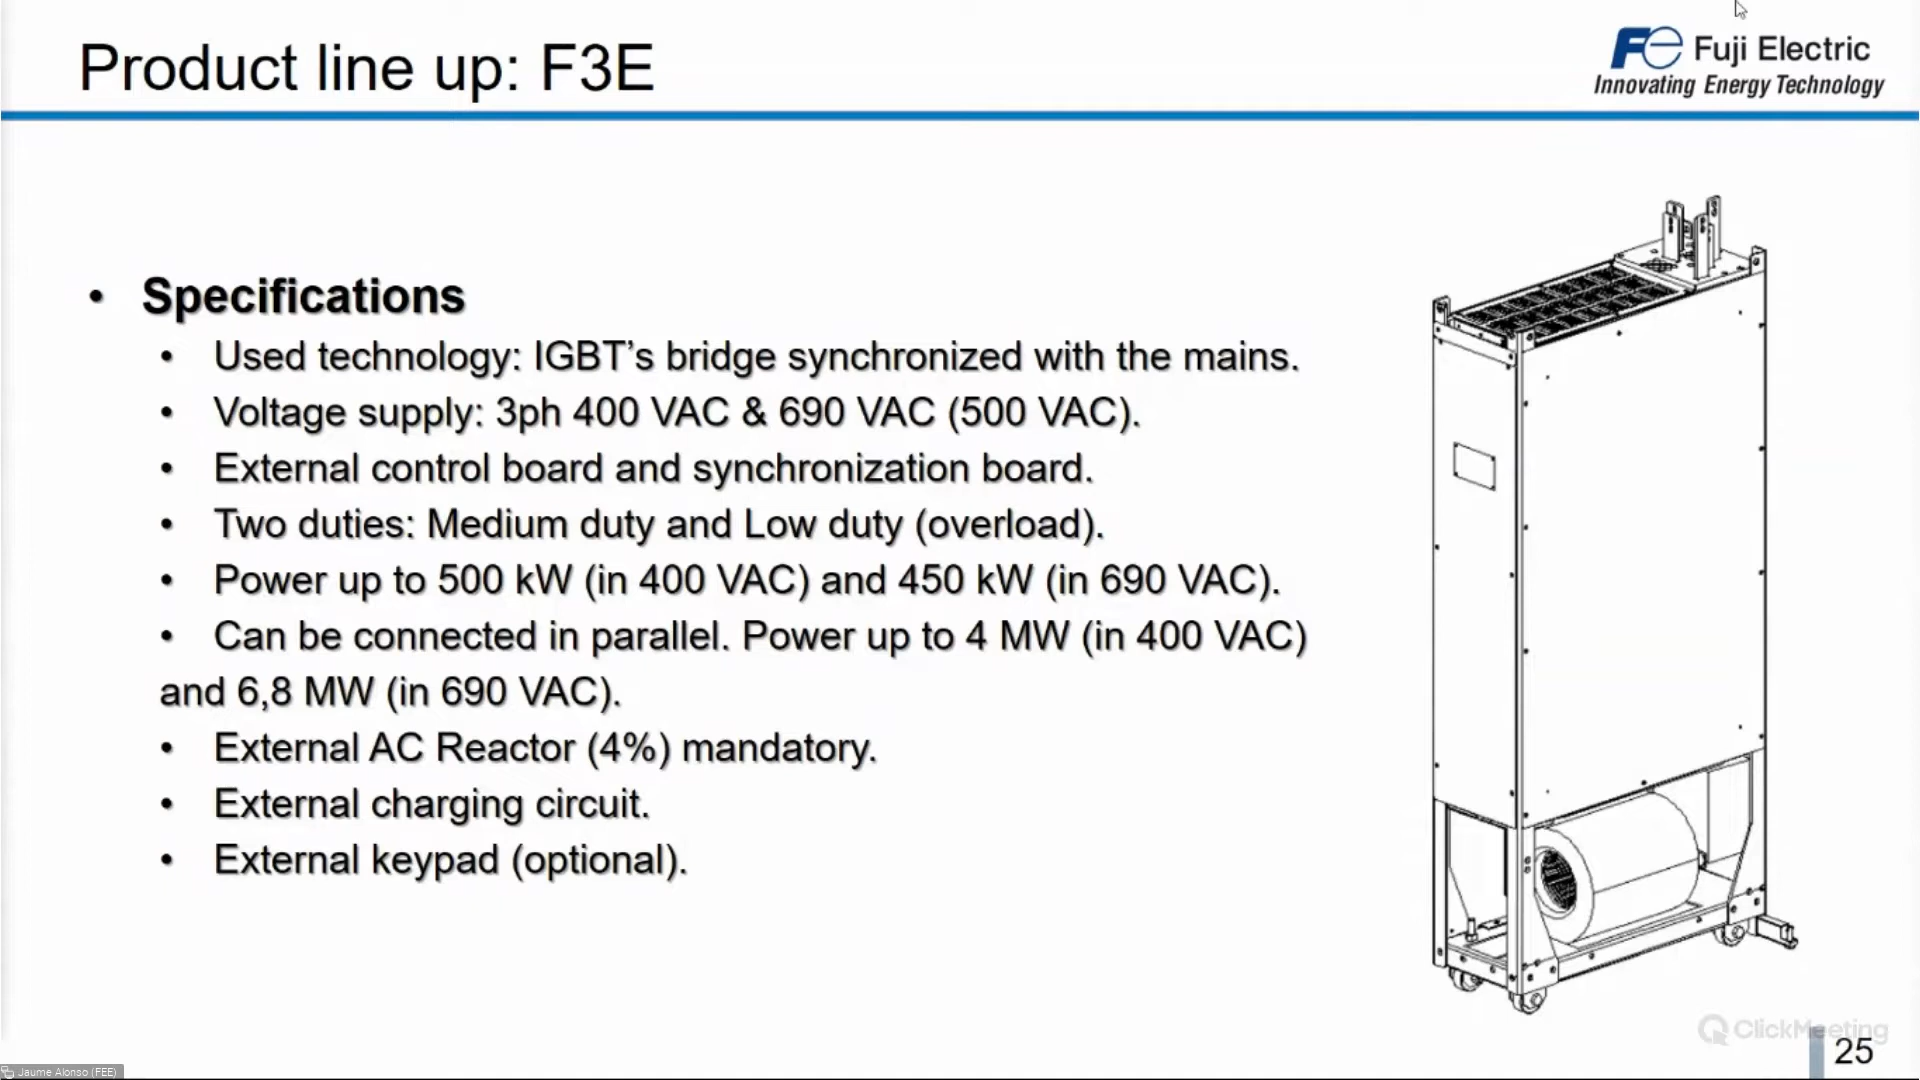 Product line up: F3E
Fe Fuji Electric
Innovating Energy Technology
• Specifications
• Used technology: IGBT’s bridge synchronized with the mains.
• Voltage supply: 3ph 400 VAC & 690 VAC (500 VAC).
• External control board and synchronization board.
• Two duties: Medium duty and Low duty (overload).
• Power up to 500 kW (in 400 VAC) and 450 kW (in 690 VAC).
• Can be connected in parallel. Power up to 4 MW (in 400 VAC)
and 6,8 MW (in 690 VAC).
• External AC Reactor (4%) mandatory.
• External charging circuit.
• External keypad (optional).
ClickMeeting
25
Jaume Alonso (FEE)